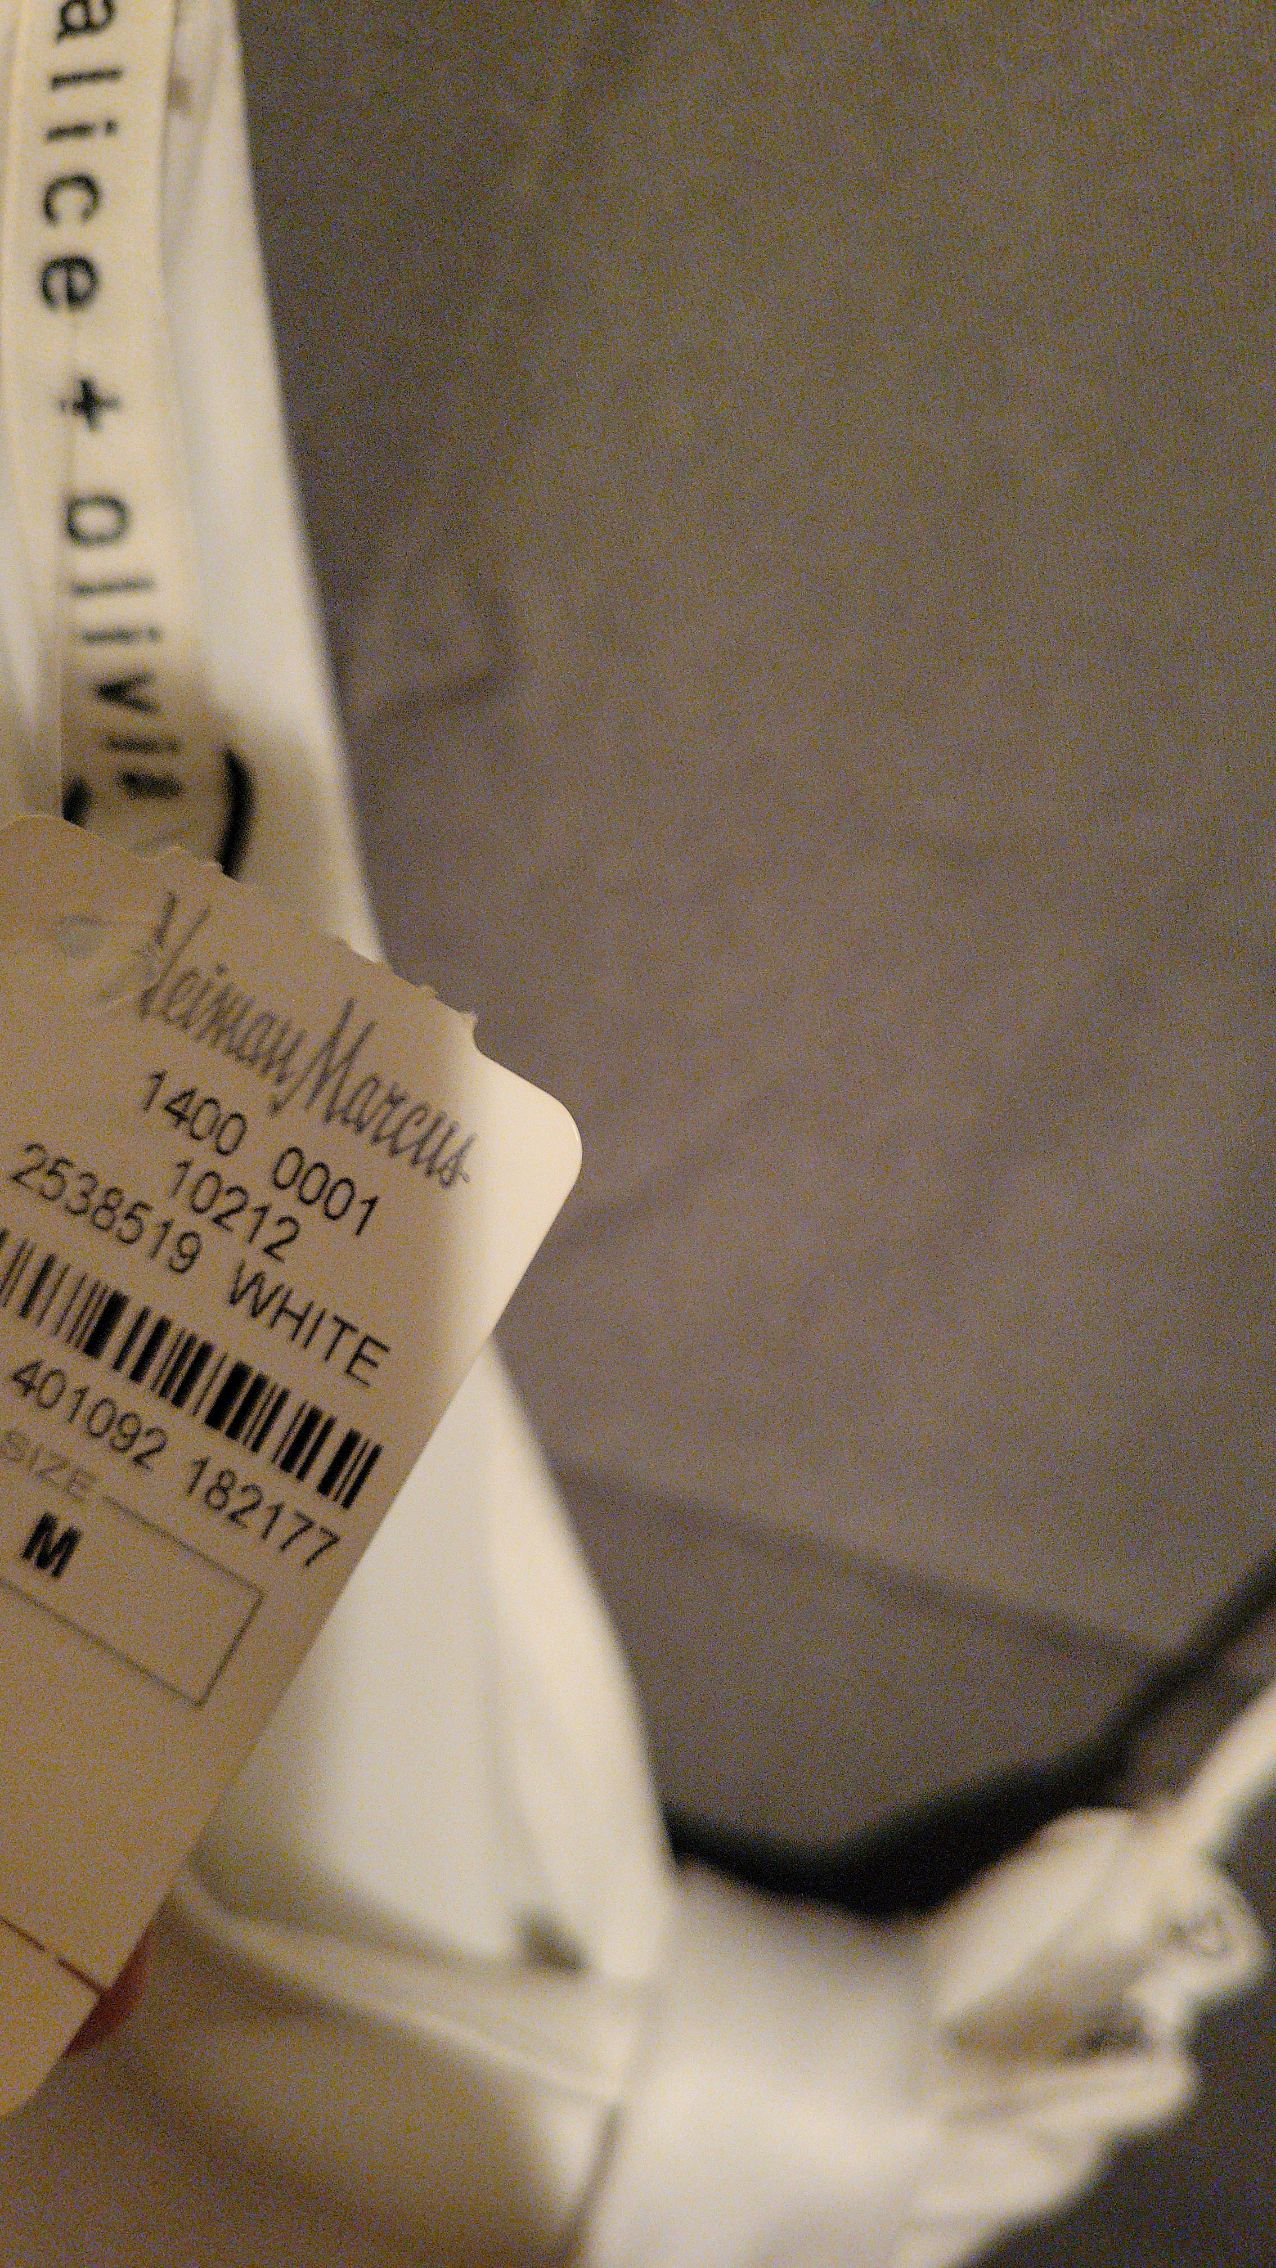 alice + olivia
Neiman Marcus
1400 0001
10212
2538519 WHITE
401092 182177
SIZE
M